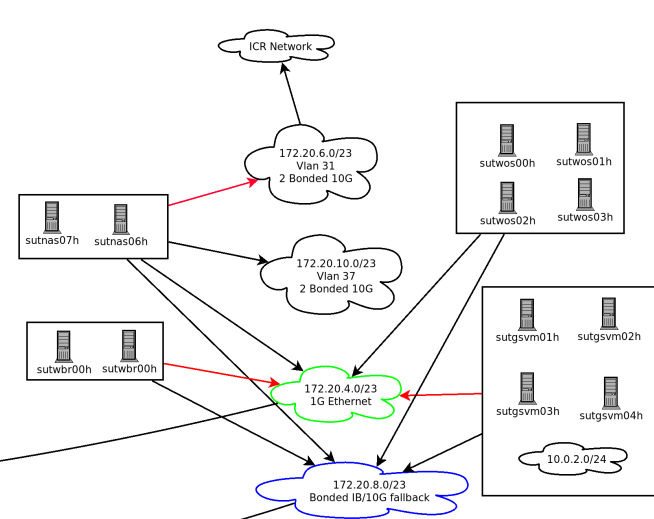 ICR Network
172.20.6.0/23
Vlan 31
2 Bonded 10G
sutwos00h
sutwos01h
sutwos02h
sutwos03h
sutnas07h
sutnas06h
172.20.10.0/23
Vlan 37
2 Bonded 10G
sutgsvm01h
sutgsvm02h
sutwbr00h
sutwbr00h
172.20.4.0/23
1G Ethernet
sutgsvm03h
sutgsvm04h
10.0.2.0/24
172.20.8.0/23
Bonded IB/10G fallback